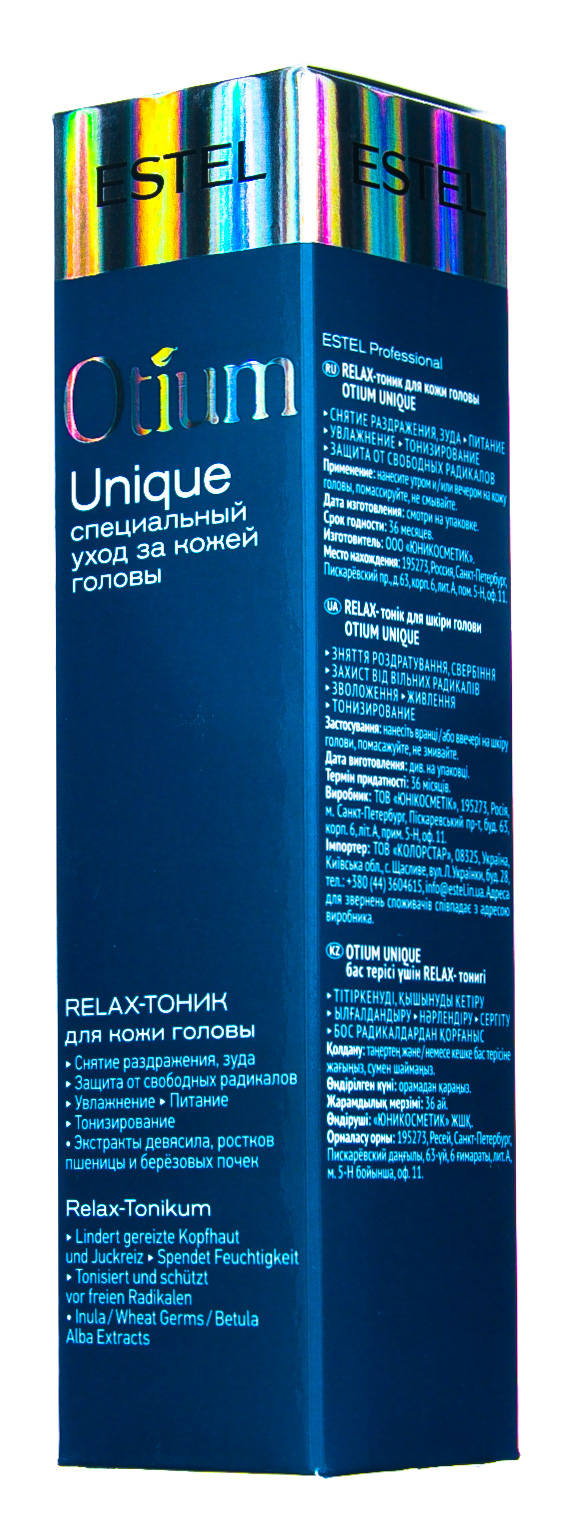 ESTEL
Otium
Unique
специальный
уход за кожей
головы
RELAX-ТОНИК
для кожи головы
▸ Снятие раздражения, зуда
▸ Защита от свободных радикалов
▸ Увлажнение ▸ Питание
▸ Тонизирование
• Экстракты девясила, ростков
пшеницы и берёзовых почек
Relax-Tonikum
▸ Lindert gereizte Kopfhaut
und Juckreiz ▸ Spendet Feuchtigkeit
▸ Tonisiert und schützt
vor freien Radikalen
• Inula/Wheat Germs/Betula
Alba Extracts
ESTEL
ESTEL Professional
RU RELAX-тоник для кожи головы
OTIUM UNIQUE
▸ СНЯТИЕ РАЗДРАЖЕНИЯ, ЗУДА ▸ ПИТАНИЕ
▸ УВЛАЖНЕНИЕ ▸ ТОНИЗИРОВАНИЕ
▸ ЗАЩИТА ОТ СВОБОДНЫХ РАДИКАЛОВ
Применение: нанесите утром и/или вечером на кожу
головы, помассируйте, не смывайте.
Дата изготовления: смотри на упаковке.
Срок годности: 36 месяцев.
Изготовитель: ООО «ЮНИКОСМЕТИК».
Место нахождения: 195273, Россия, Санкт-Петербург,
Пискарёвский пр., д.63, корп. 6, лит. А, пом. 5-Н, оф. 11.
UA RELAX-тонік для шкіри голови
OTIUM UNIQUE
▸ ЗНЯТТЯ РОЗДРАТУВАННЯ, СВЕРБІННЯ
▸ ЗАХИСТ ВІД ВІЛЬНИХ РАДИКАЛІВ
▸ ЗВОЛОЖЕННЯ ▸ ЖИВЛЕННЯ
▸ ТОНИЗИРОВАНИЕ
Застосування: нанесіть вранці/або ввечері на шкіру
голови, помасажуйте, не змивайте.
Дата виготовлення: див. на упаковці.
Термін придатності: 36 місяців.
Виробник: ТОВ «ЮНІКОСМЕТІК», 195273, Росія,
м. Санкт-Петербург, Піскаревський пр-т, буд. 63,
корп. 6, літ. А, прим. 5-Н, оф. 11.
Імпортер: ТОВ «КОЛОРСТАР», 08325, Україна,
Київська обл., с. Щасливе, вул. Л. Українки, буд. 28,
тел.: +380 (44) 3604615, info@estel.in.ua. Адреса
для звернень споживачів співпадає з адресою
виробника.
KZ OTIUM UNIQUE
бас терісі үшін RELAX- тонигі
▸ ТІТІРКЕНУДІ, ҚЫШЫНУДЫ КЕТІРУ
▸ ЫЛҒАЛДАНДЫРУ ▸ НӘРЛЕНДІРУ ▸ СЕРГІТУ
▸ БОС РАДИКАЛДАРДАН ҚОРҒАНЫС
Қолдану: таңертең және/немесе кешке бас терісіне
жағыңыз, сумен шаймаңыз.
Өндірілген күні: орамадан қараңыз.
Жарамдылық мерзімі: 36 ай.
Өндіруші: «ЮНИКОСМЕТИК» ЖШҚ.
Орналасу орны: 195273, Ресей, Санкт-Петербург,
Пискарёвский даңғылы, 63-үй, 6 ғимараты, лит. А,
м. 5-Н бойынша, оф. 11.